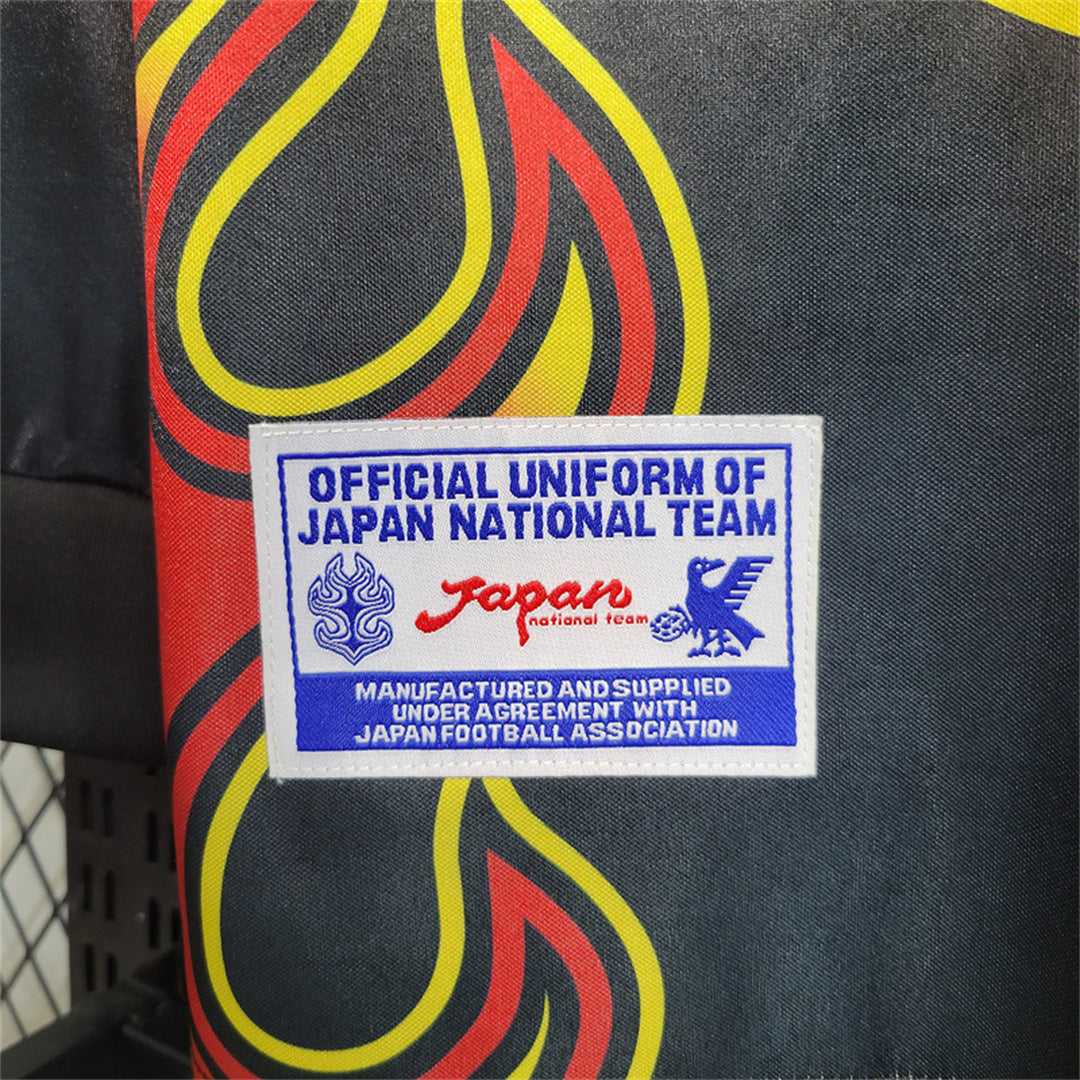 OFFICIAL UNIFORM OF
JAPAN NATIONAL TEAM
Japan
national team
MANUFACTURED AND SUPPLIED
UNDER AGREEMENT WITH
JAPAN FOOTBALL ASSOCIATION